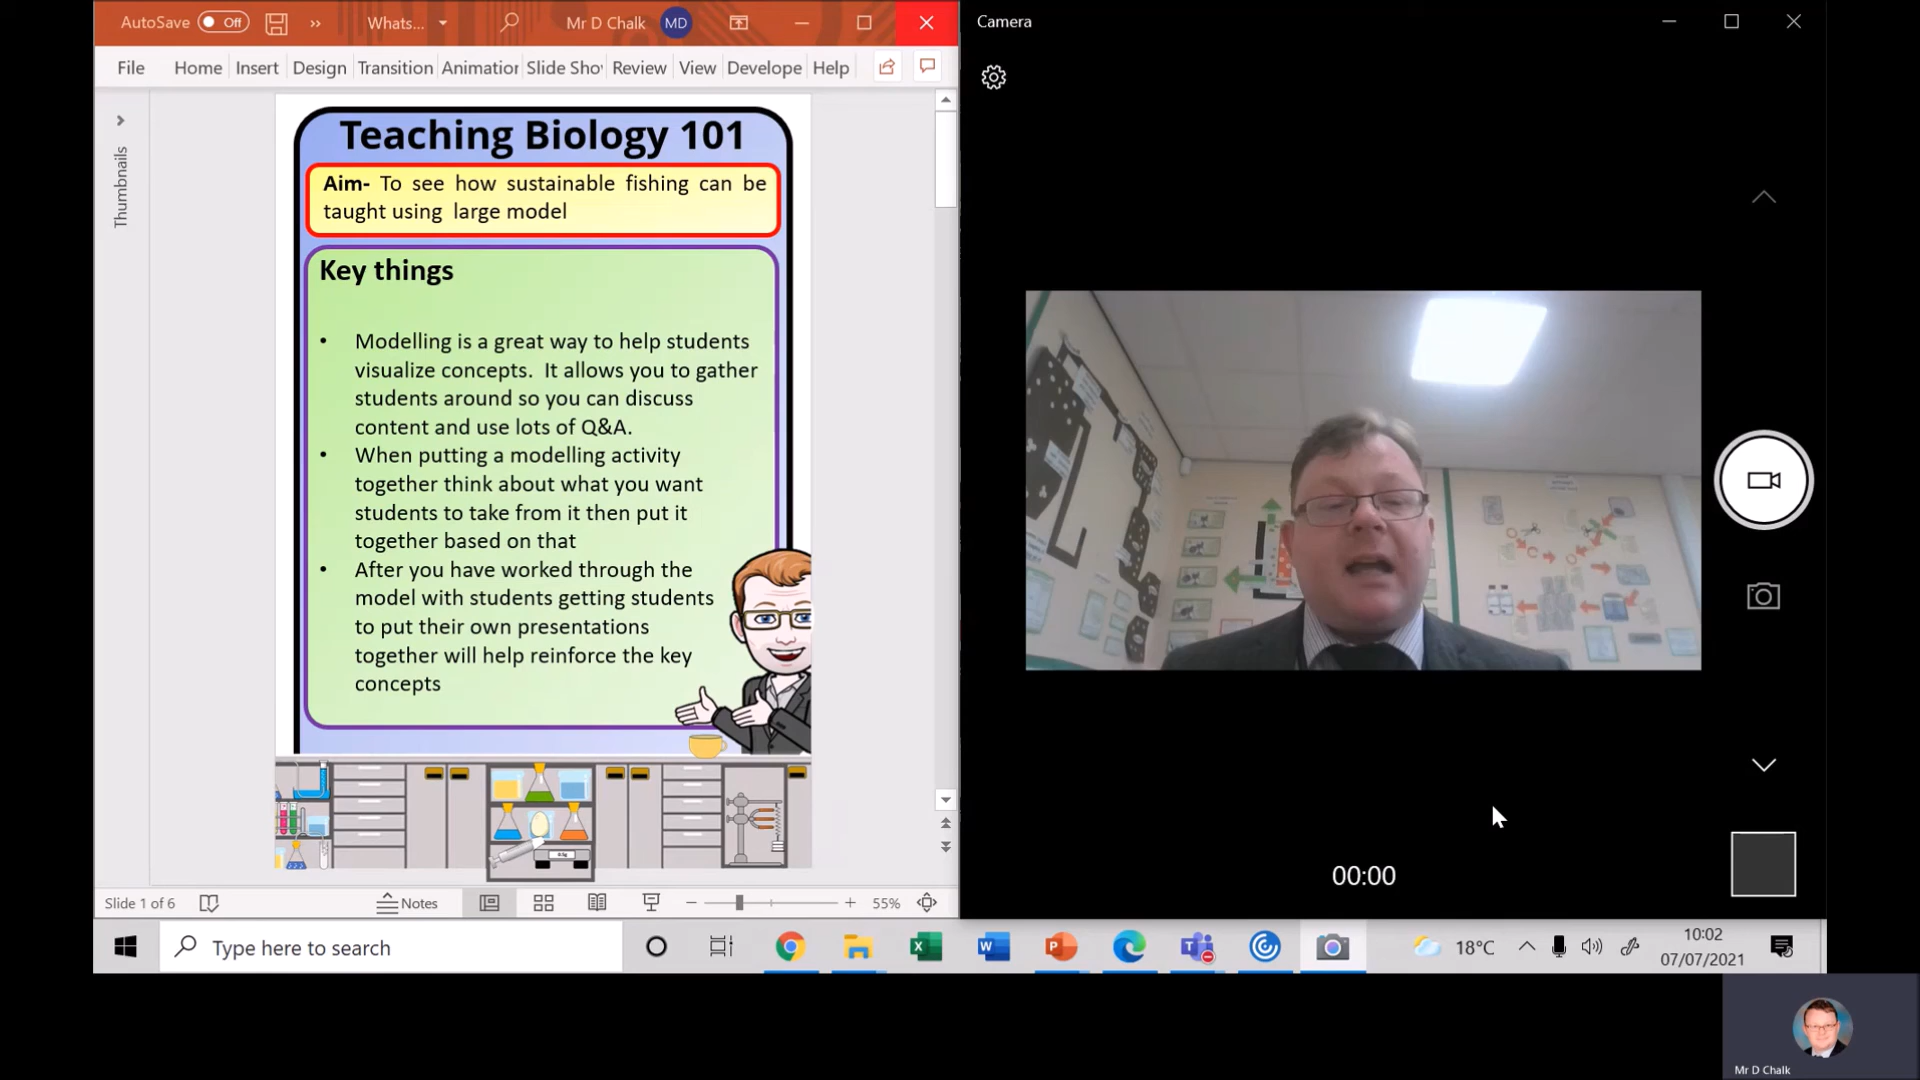 AutoSave Off Whats... Mr D Chalk MD
File Home Insert Design Transition Animation Slide Sho Review View Develope Help
Thumbnails
Teaching Biology 101
Aim- To see how sustainable fishing can be
taught using large model
Key things
• Modelling is a great way to help students
visualize concepts. It allows you to gather
students around so you can discuss
content and use lots of Q&A.
• When putting a modelling activity
together think about what you want
students to take from it then put it
together based on that
• After you have worked through the
model with students getting students
to put their own presentations
together will help reinforce the key
concepts
Slide 1 of 6 Notes 55%
Camera
00:00
Type here to search
18°C
10:02
07/07/2021
Mr D Chalk